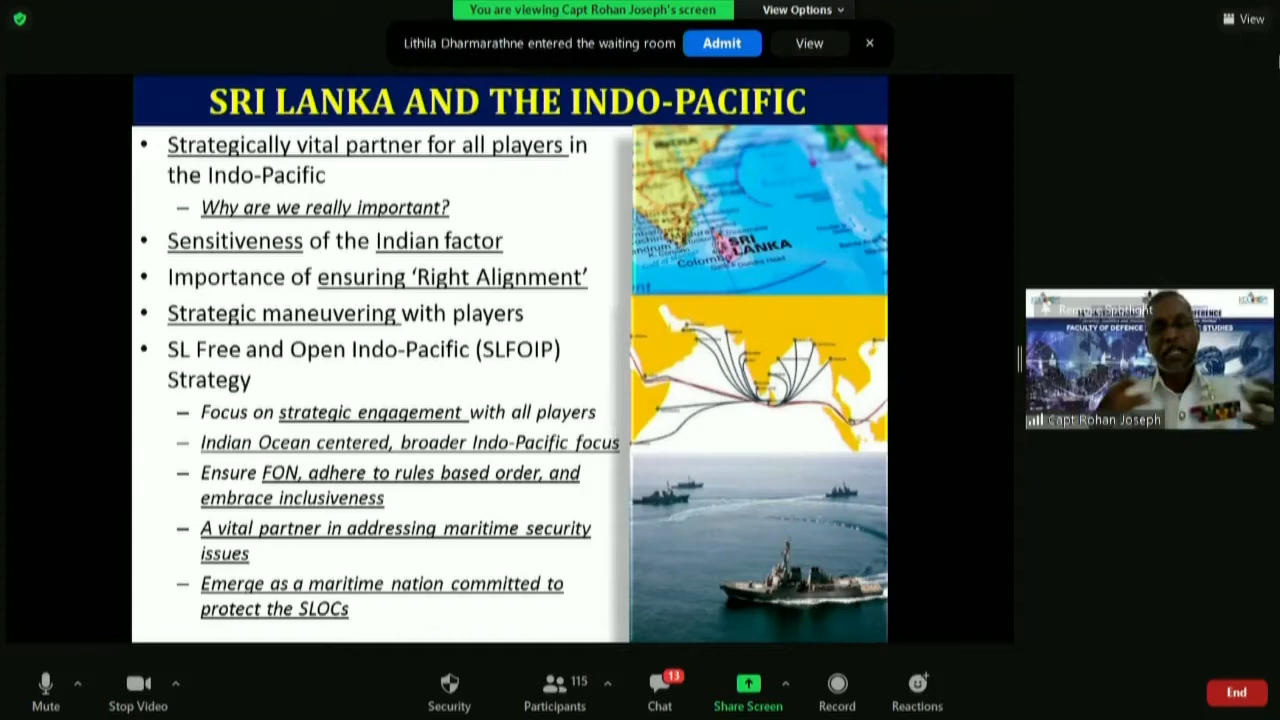 You are viewing Capt Rohan Joseph's screen
View Options
View
Lithila Dharmarathne entered the waiting room
Admit
View
SRI LANKA AND THE INDO-PACIFIC
• Strategically vital partner for all players in
the Indo-Pacific
– Why are we really important?
• Sensitiveness of the Indian factor
• Importance of ensuring ‘Right Alignment’
• Strategic maneuvering with players
• SL Free and Open Indo-Pacific (SLFOIP)
Strategy
– Focus on strategic engagement with all players
– Indian Ocean centered, broader Indo-Pacific focus
– Ensure FON, adhere to rules based order, and
embrace inclusiveness
– A vital partner in addressing maritime security
issues
– Emerge as a maritime nation committed to
protect the SLOCs
SRI
LANKA
Colombo
Remove Spotlight
FACULTY OF DEFENCE
STUDIES
Capt Rohan Joseph
Mute
Stop Video
Security
115
Participants
13
Chat
Share Screen
Record
Reactions
End